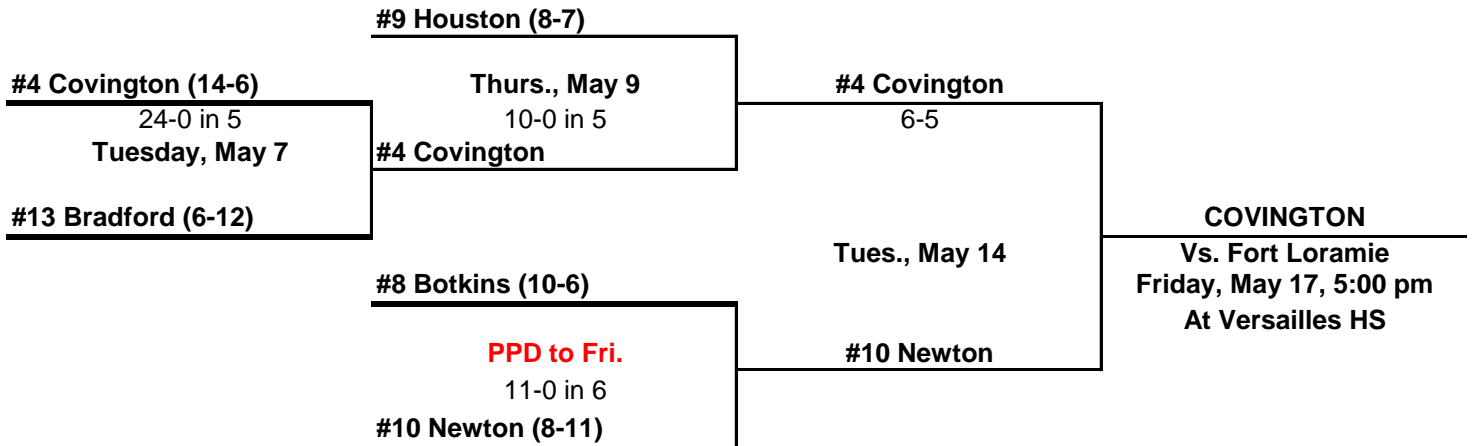 #9 Houston (8-7)
#4 Covington (14-6)
Thurs., May 9
#4 Covington
24-0 in 5
10-0 in 5
6-5
Tuesday, May 7
#4 Covington
#13 Bradford (6-12)
COVINGTON
Tues., May 14
Vs. Fort Loramie
#8 Botkins (10-6)
Friday, May 17, 5:00 pm
At Versailles HS
PPD to Fri.
#10 Newton
11-0 in 6
#10 Newton (8-11)